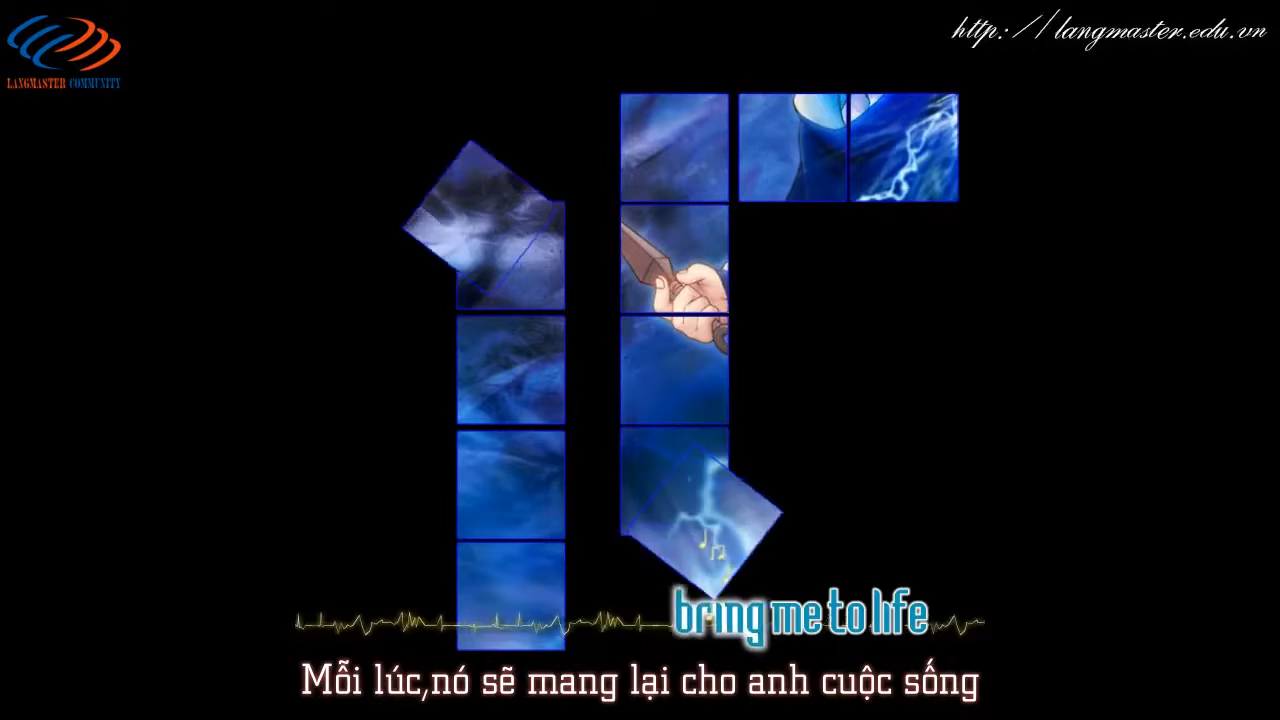 http://langmaster.edu.vn
LANGMASTER COMMUNITY
bring me to life
Mỗi lúc,nó sẽ mang lại cho anh cuộc sống